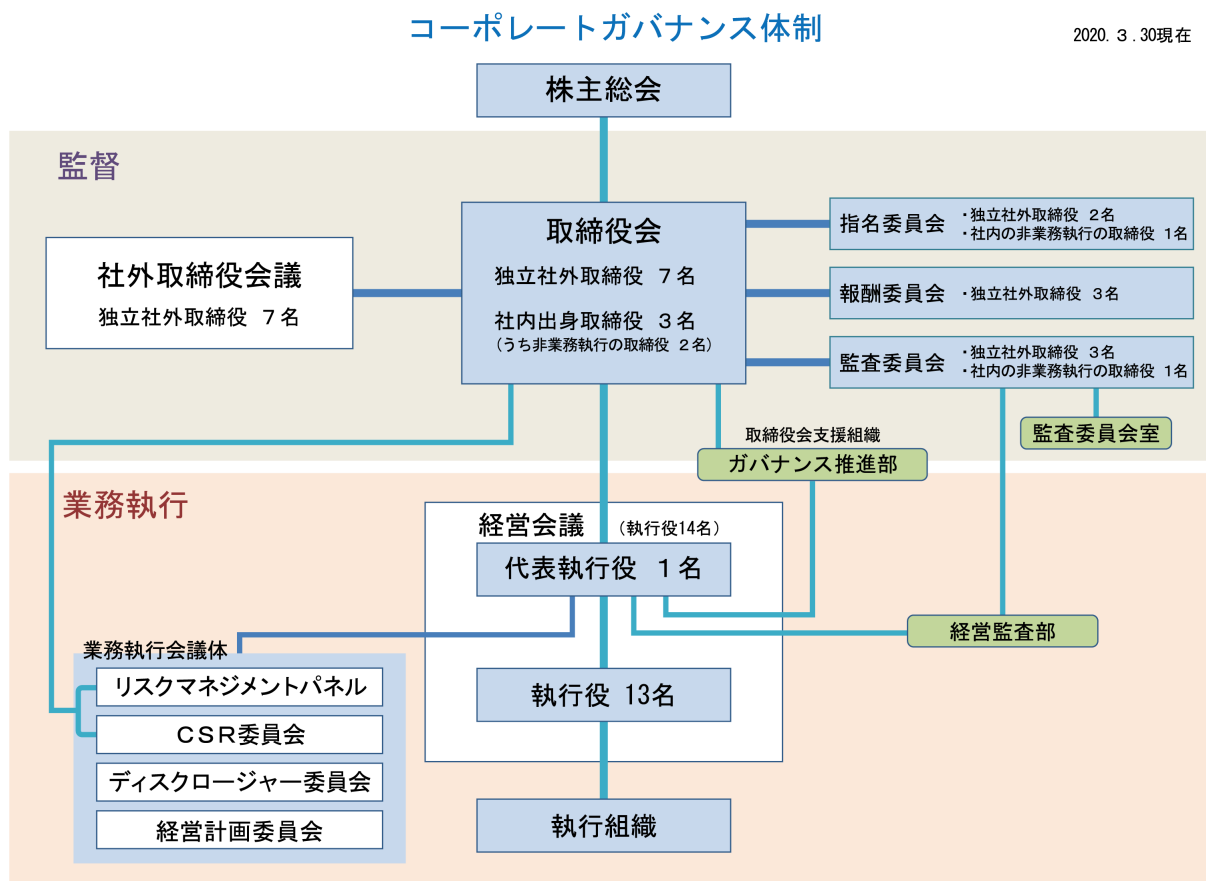 コーポレートガバナンス体制
2020. 3 .30現在
株主総会
監督
取締役会
独立社外取締役 7名
社内出身取締役 3名
(うち非業務執行の取締役 2名)
社外取締役会議
独立社外取締役 7名
指名委員会
・独立社外取締役 2名
・社内の非業務執行の取締役 1名
報酬委員会
・独立社外取締役 3名
監査委員会
・独立社外取締役 3名
・社内の非業務執行の取締役 1名
監査委員会室
取締役会支援組織
ガバナンス推進部
業務執行
経営会議
(執行役14名)
代表執行役 1名
経営監査部
業務執行会議体
リスクマネジメントパネル
CSR委員会
ディスクロージャー委員会
経営計画委員会
執行役 13名
執行組織